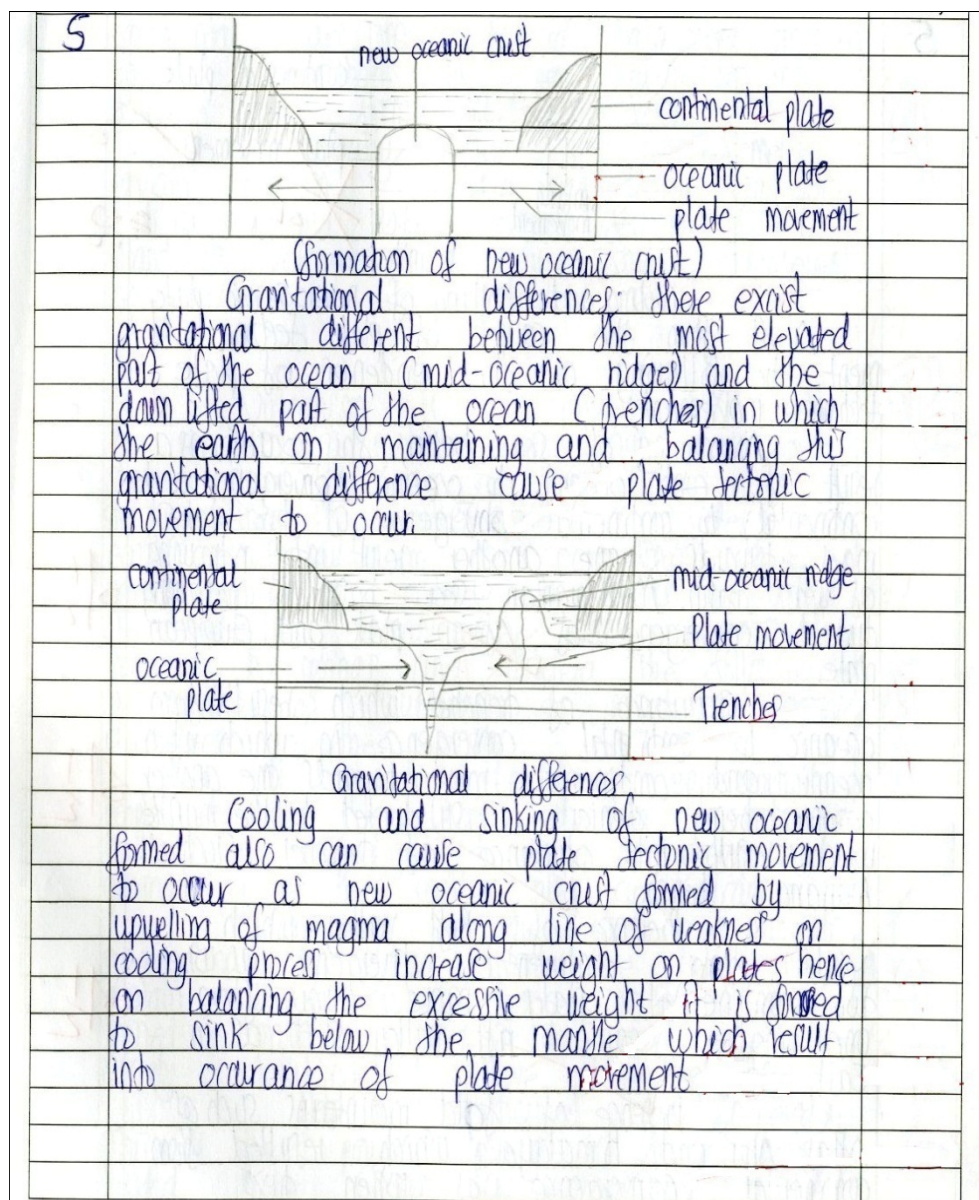 5
new oceanic crust
continental plate
oceanic plate
plate movement
(formation of new oceanic crust)
Gravitational differences, there excist
gravitational different between the most elevated
part of the ocean (mid-oceanic ridges) and the
down lifted part of the ocean (trenches) in which
the earth on maintaining and balancing this
gravitational difference cause plate tectonic
movement to occur.
continental
plate
mid-oceanic ridge
Plate movement
oceanic
plate
Trenches
Gravitational differences
Cooling and sinking of new oceanic
formed also can cause plate tectonic movement
to occur as new oceanic crust formed by
upwelling of magma along line of weakness on
cooling process increase weight on plates hence
on balancing the excessive weight it is forced
to sink below the mantle which result
into occurance of plate movement